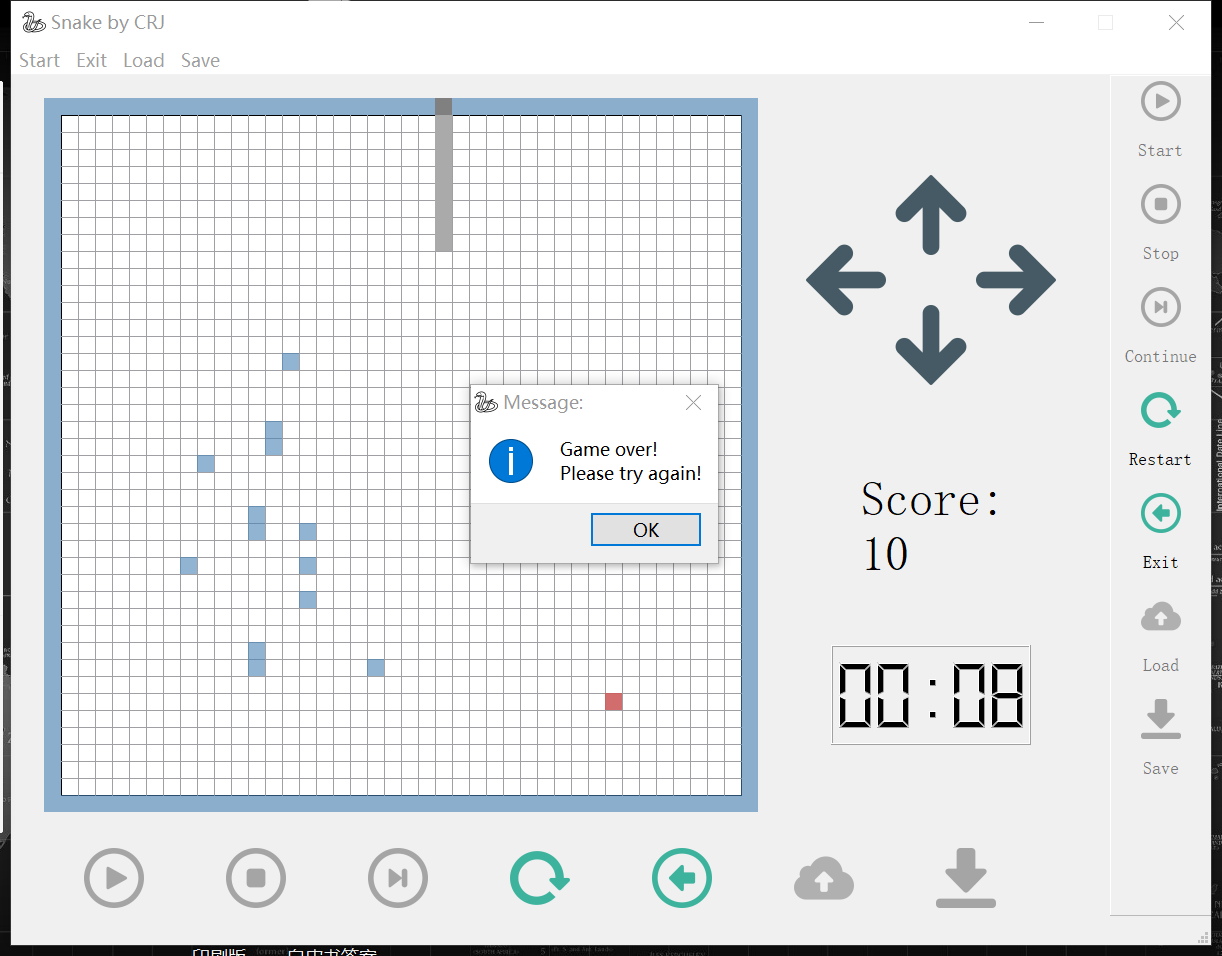 Snake by CRJ
Start Exit Load Save
Start
Stop
Continue
Restart
Exit
Load
Save
Message:
Game over!
Please try again!
OK
Score:
10
00:08